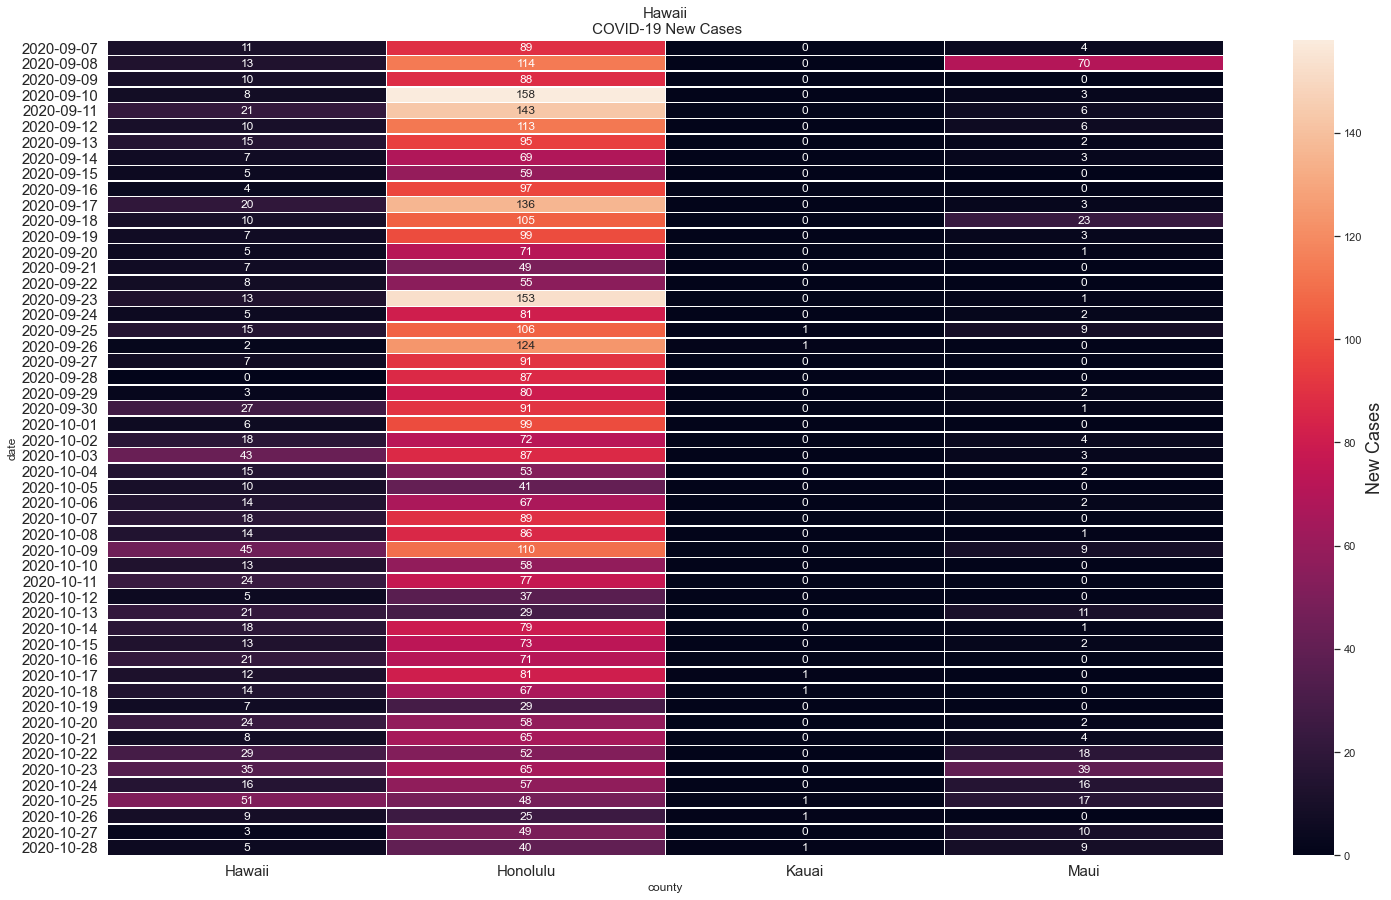 Hawaii
COVID-19 New Cases
2020-09-07 11 89 0 4
2020-09-08 13 114 0 70
2020-09-09 10 88 0 0
2020-09-10 8 158 0 3
2020-09-11 21 143 0 6
2020-09-12 10 113 0 6
2020-09-13 15 95 0 2
2020-09-14 7 69 0 3
2020-09-15 5 59 0 0
2020-09-16 4 97 0 0
2020-09-17 20 136 0 3
2020-09-18 10 105 0 23
2020-09-19 7 99 0 3
2020-09-20 5 71 0 1
2020-09-21 7 49 0 0
2020-09-22 8 55 0 0
2020-09-23 13 153 0 1
2020-09-24 5 81 0 2
2020-09-25 15 106 1 9
2020-09-26 2 124 1 0
2020-09-27 7 91 0 0
2020-09-28 0 87 0 0
2020-09-29 3 80 0 2
2020-09-30 27 91 0 1
2020-10-01 6 99 0 0
2020-10-02 18 72 0 4
2020-10-03 43 87 0 3
2020-10-04 15 53 0 2
2020-10-05 10 41 0 0
2020-10-06 14 67 0 2
2020-10-07 18 89 0 0
2020-10-08 14 86 0 1
2020-10-09 45 110 0 9
2020-10-10 13 58 0 0
2020-10-11 24 77 0 0
2020-10-12 5 37 0 0
2020-10-13 21 29 0 11
2020-10-14 18 79 0 1
2020-10-15 13 73 0 2
2020-10-16 21 71 0 0
2020-10-17 12 81 1 0
2020-10-18 14 67 1 0
2020-10-19 7 29 0 0
2020-10-20 24 58 0 2
2020-10-21 8 65 0 4
2020-10-22 29 52 0 18
2020-10-23 35 65 0 39
2020-10-24 16 57 0 16
2020-10-25 51 48 1 17
2020-10-26 9 25 1 0
2020-10-27 3 49 0 10
2020-10-28 5 40 1 9
Hawaii Honolulu Kauai Maui
county
date
140
120
100
80
60
40
20
0
New Cases